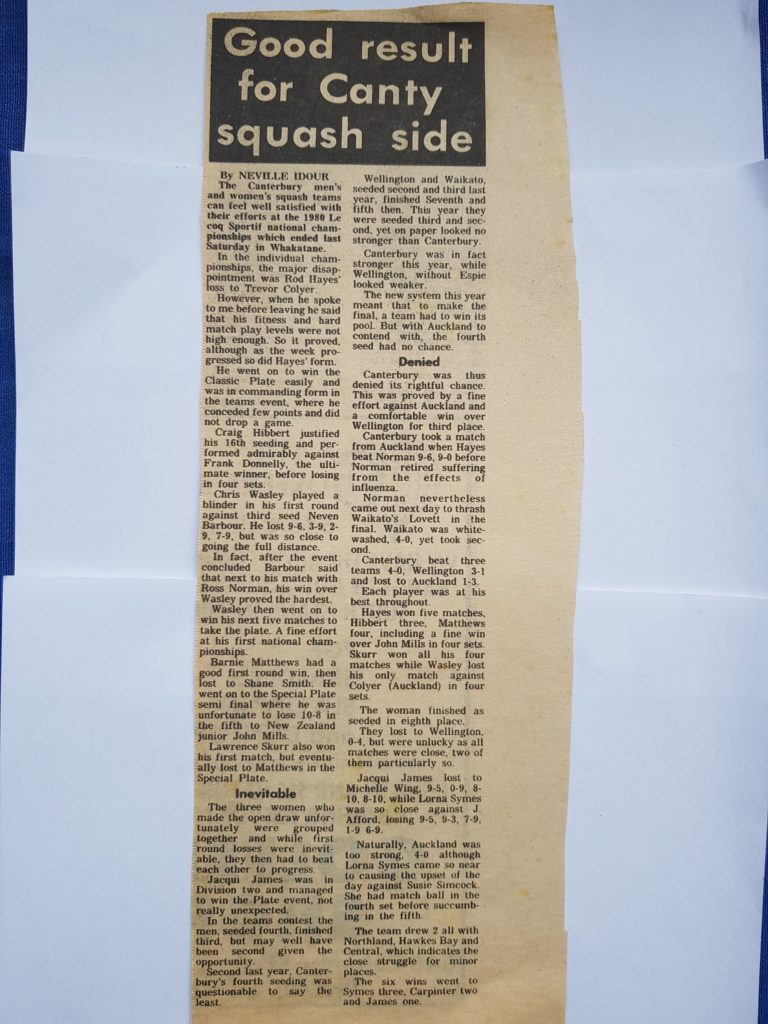 Good result
for Canty
squash side
By NEVILLE IDOUR
The Canterbury men's
and women's squash teams
can feel well satisfied with
their efforts at the 1980 Le
coq Sportif national cham-
pionships which ended last
Saturday in Whakatane.
In the individual cham-
pionships, the major disap-
pointment was Rod Hayes'
loss to Trevor Colyer.
However, when he spoke
to me before leaving he said
that his fitness and hard
match play levels were not
high enough. So it proved,
although as the week pro-
gressed so did Hayes' form.
He went on to win the
Classic Plate easily and
was in commanding form in
the teams event, where he
conceded few points and did
not drop a game.
Craig Hibbert justified
his 16th seeding and per-
formed admirably against
Frank Donnelly, the ulti-
mate winner, before losing
in four sets.
Chris Wasley played a
blinder in his first round
against third seed Neven
Barbour. He lost 9-6, 3-9, 2-
9, 7-9, but was so close to
going the full distance.
In fact, after the event
concluded Barbour said
that next to his match with
Ross Norman, his win over
Wasley proved the hardest.
Wasley then went on to
win his next five matches to
take the plate. A fine effort
at his first national cham-
pionships.
Barnie Matthews had a
good first round win, then
lost to Shane Smith. He
went on to the Special Plate
semi final where he was
unfortunate to lose 10-8 in
the fifth to New Zealand
junior John Mills.
Lawrence Skurr also won
his first match, but eventu-
ally lost to Matthews in the
Special Plate.
Inevitable
The three women who
made the open draw unfor-
tunately were grouped
together and while first
round losses were inevit-
able, they then had to beat
each other to progress.
Jacqui James was in
Division two and managed
to win the Plate event, not
really unexpected.
In the teams contest the
men, seeded fourth, finished
third, but may well have
been second given the
opportunity.
Second last year, Canter-
bury's fourth seeding was
questionable to say the
least.
Wellington and Waikato,
seeded second and third last
year, finished Seventh and
fifth then. This year they
were seeded third and sec-
ond, yet on paper looked no
stronger than Canterbury.
Canterbury was in fact
stronger this year, while
Wellington, without Espie
looked weaker.
The new system this year
meant that to make the
final, a team had to win its
pool. But with Auckland to
contend with, the fourth
seed had no chance.
Denied
Canterbury was thus
denied its rightful chance.
This was proved by a fine
effort against Auckland and
a comfortable win over
Wellington for third place.
Canterbury took a match
from Auckland when Hayes
beat Norman 9-6, 9-0 before
Norman retired suffering
from the effects of
influenza.
Norman nevertheless
came out next day to thrash
Waikato's Lovett in the
final. Waikato was white-
washed, 4-0, yet took sec-
ond.
Canterbury beat three
teams 4-0, Wellington 3-1
and lost to Auckland 1-3.
Each player was at his
best throughout.
Hayes won five matches,
Hibbert three, Matthews
four, including a fine win
over John Mills in four sets.
Skurr won all his four
matches while Wasley lost
his only match against
Colyer (Auckland) in four
sets.
The woman finished as
seeded in eighth place.
They lost to Wellington,
0-4, but were unlucky as all
matches were close, two of
them particularly so.
Jacqui James lost to
Michelle Wing, 9-5, 0-9, 8-
10, 8-10, while Lorna Symes
was so close against J.
Afford, losing 9-5, 9-3, 7-9,
1-9 6-9.
Naturally, Auckland was
too strong, 4-0 although
Lorna Symes came so near
to causing the upset of the
day against Susie Simcock.
She had match ball in the
fourth set before succumb-
ing in the fifth.
The team drew 2 all with
Northland, Hawkes Bay and
Central, which indicates the
close struggle for minor
places.
The six wins went to
Symes three, Carpinter two
and James one.